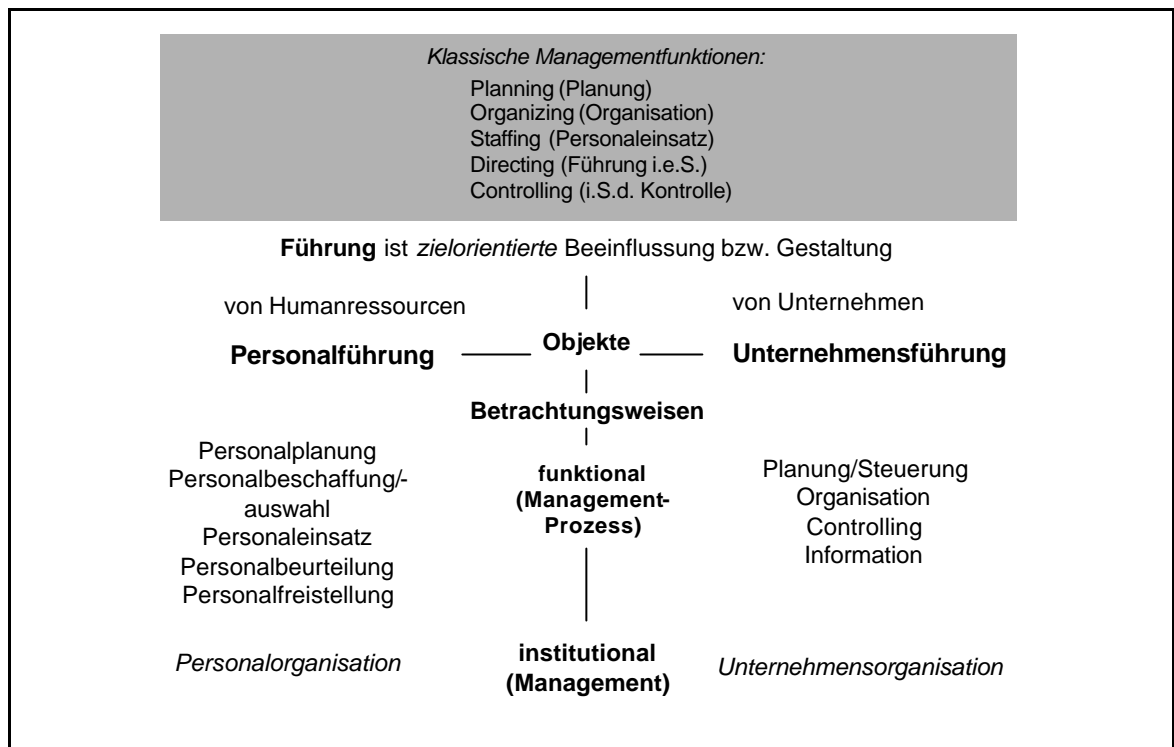 Klassische Managementfunktionen:
Planning (Planung)
Organizing (Organisation)
Staffing (Personaleinsatz)
Directing (Führung i.e.S.)
Controlling (i.S.d. Kontrolle)
Führung ist zielorientierte Beeinflussung bzw. Gestaltung
von Humanressourcen
von Unternehmen
Personalführung
Objekte
Unternehmensführung
Betrachtungsweisen
Personalplanung
Personalbeschaffung/-
auswahl
Personaleinsatz
Personalbeurteilung
Personalfreistellung
funktional
(Management-
Prozess)
Planung/Steuerung
Organisation
Controlling
Information
Personalorganisation
institutional
(Management)
Unternehmensorganisation